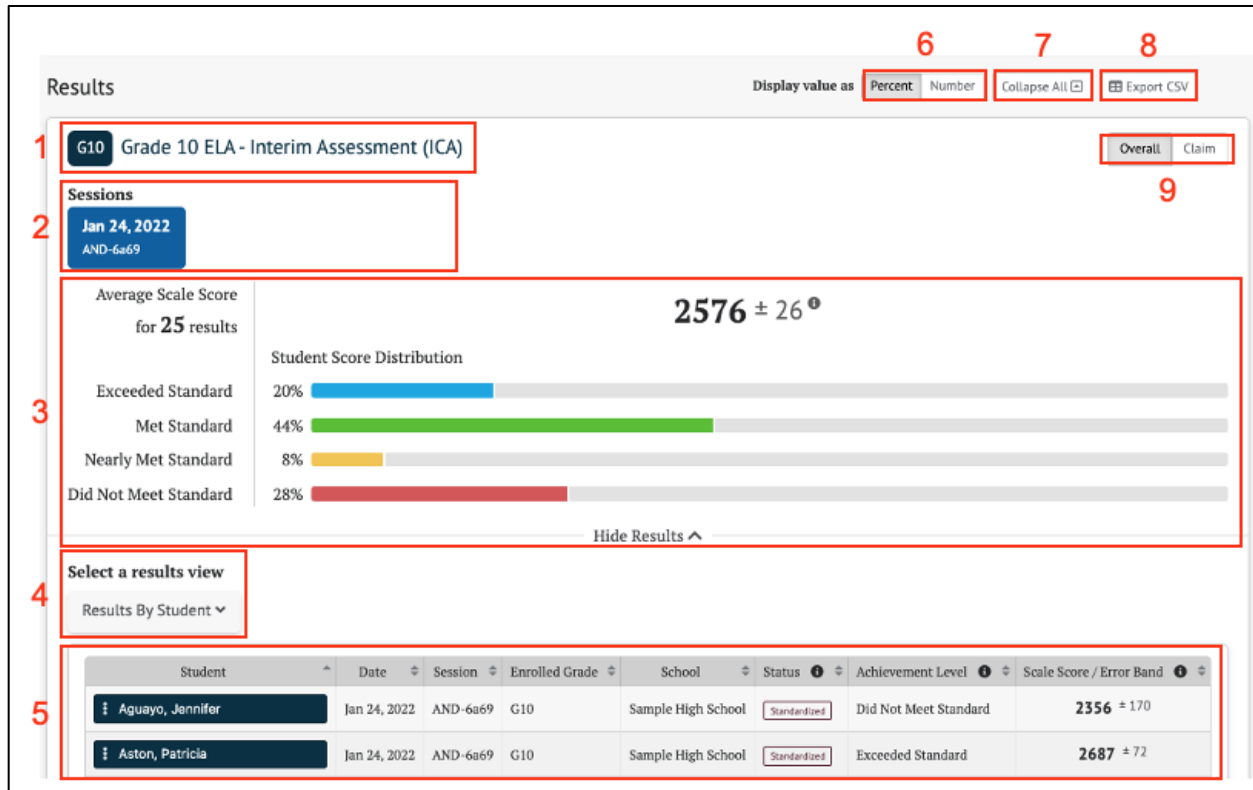 6 7 8
Results Display value as Percent Number Collapse All Export CSV
1 G10 Grade 10 ELA - Interim Assessment (ICA) Overall Claim
9
Sessions
2 Jan 24, 2022
AND-6a69
Average Scale Score
for 25 results
2576 ± 26
Student Score Distribution
3
Exceeded Standard 20%
Met Standard 44%
Nearly Met Standard 8%
Did Not Meet Standard 28%
Hide Results
Select a results view
4 Results By Student
Student Date Session Enrolled Grade School Status Achievement Level Scale Score / Error Band
5 Aguayo, Jennifer Jan 24, 2022 AND-6a69 G10 Sample High School Standardized Did Not Meet Standard 2356 ± 170
Aston, Patricia Jan 24, 2022 AND-6a69 G10 Sample High School Standardized Exceeded Standard 2687 ± 72